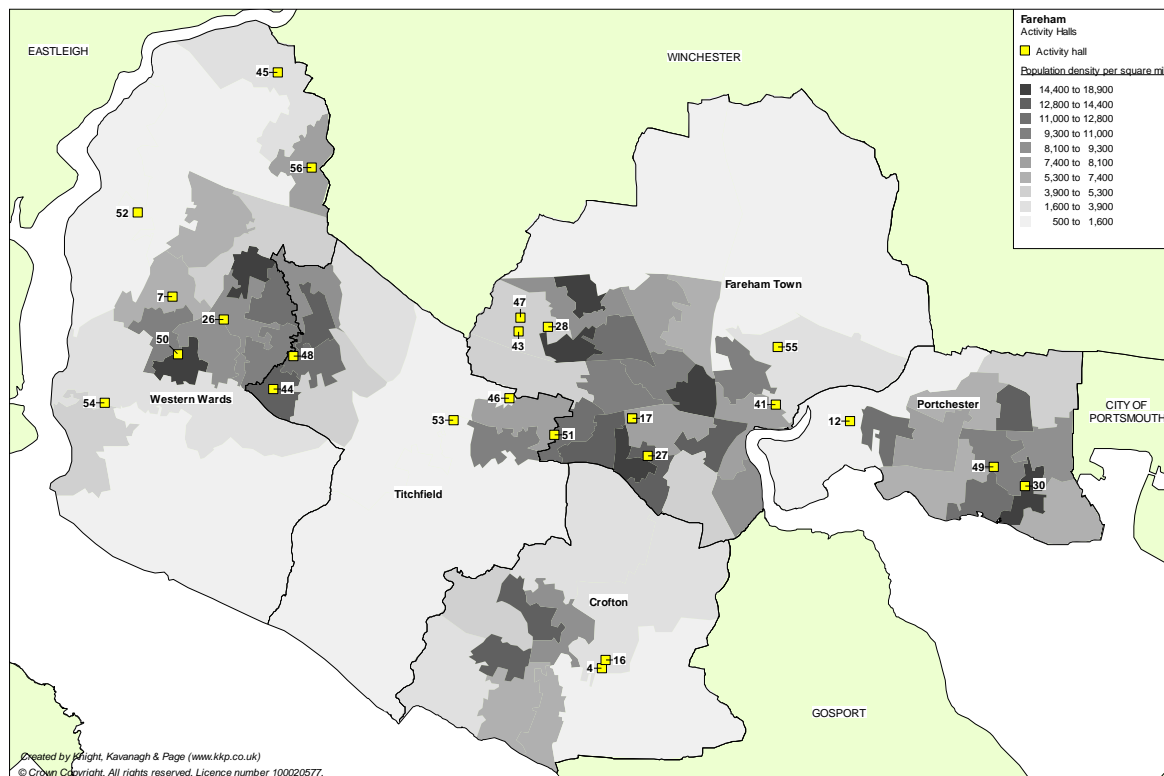 Fareham
Activity Halls
Activity hall
Population density per square mi
14,400 to 18,900
12,800 to 14,400
11,000 to 12,800
9,300 to 11,000
8,100 to 9,300
7,400 to 8,100
5,300 to 7,400
3,900 to 5,300
1,600 to 3,900
500 to 1,600
EASTLEIGH
WINCHESTER
45
56
52
7
26
50
48
44
54
Western Wards
47
28
43
Fareham Town
55
46
53
51
17
27
41
12
Portchester
CITY OF
PORTSMOUTH
49
30
Titchfield
Crofton
16
4
GOSPORT
Created by Knight, Kavanagh & Page (www.kkp.co.uk)
© Crown Copyright. All rights reserved. Licence number 100020577.